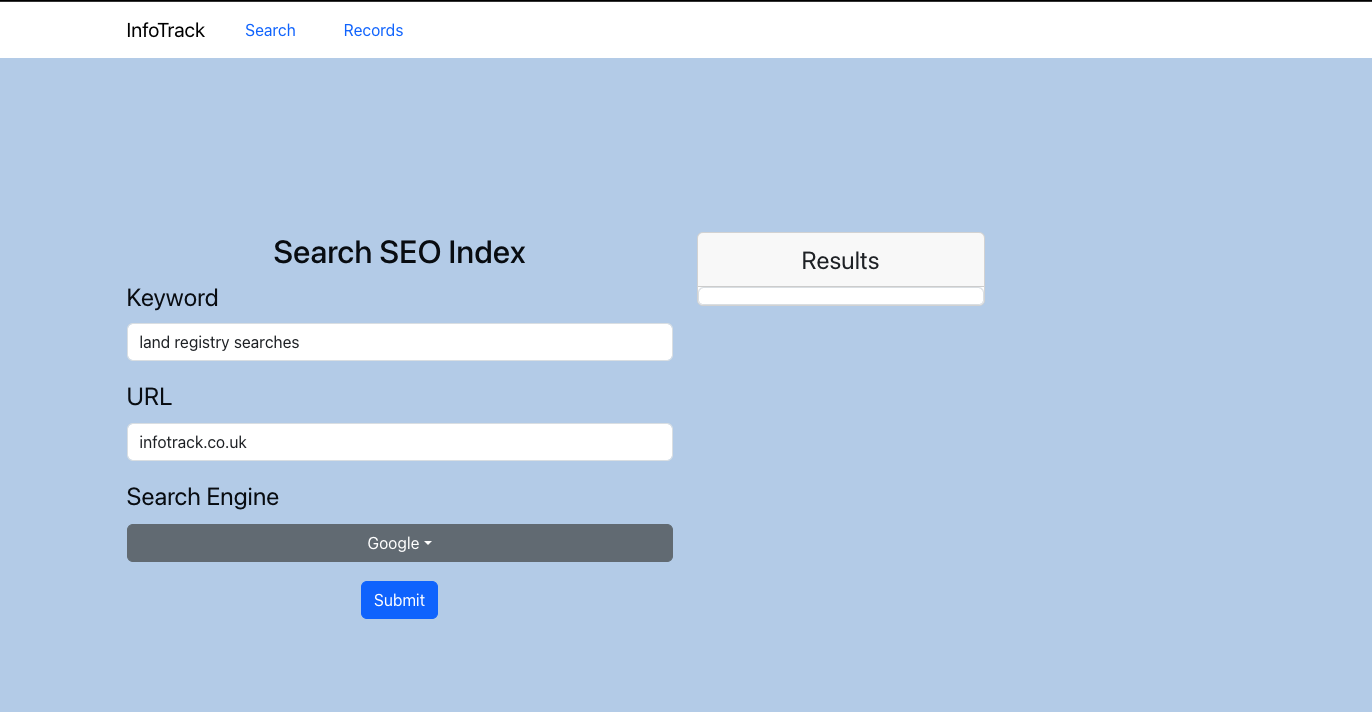 InfoTrack Search Records
Search SEO Index
Keyword
land registry searches
URL
infotrack.co.uk
Search Engine
Google
Submit
Results